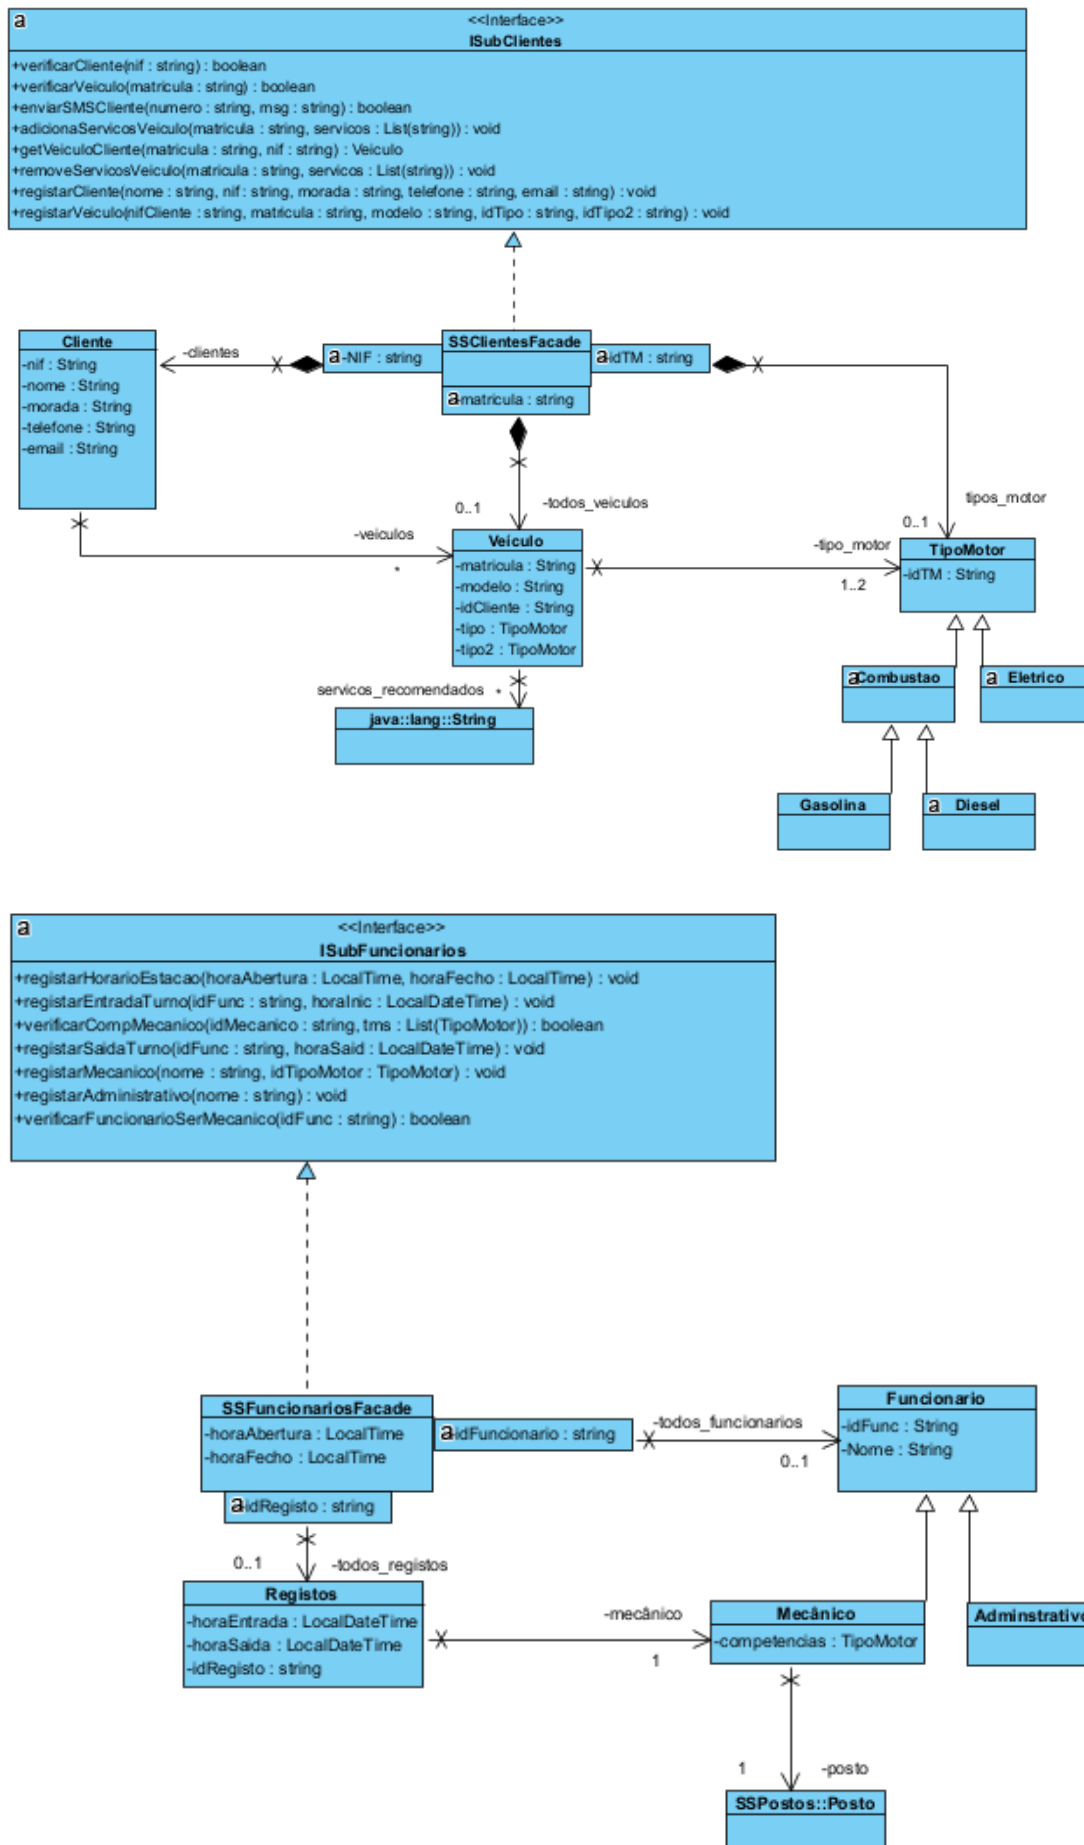 a
<<Interface>>
ISubClientes
+verificarCliente(nif : string) : boolean
+verificarVeiculo(matricula : string) : boolean
+enviarSMSCliente(numero : string, msg : string) : boolean
+adicionaServicosVeiculo(matricula : string, servicos : List(string)) : void
+getVeiculoCliente(matricula : string, nif : string) : Veiculo
+removeServicosVeiculo(matricula : string, servicos : List(string)) : void
+registarCliente(nome : string, nif : string, morada : string, telefone : string, email : string) : void
+registarVeiculo(nifCliente : string, matricula : string, modelo : string, idTipo : string, idTipo2 : string) : void
Cliente
-nif : String
-nome : String
-morada : String
-telefone : String
-email : String
-clientes
a -NIF : string
SSClientesFacade
a -idTM : string
a -matricula : string
0..1
-todos_veiculos
tipos_motor
0..1
-veiculos
*
Veículo
-matricula : String
-modelo : String
-idCliente : String
-tipo : TipoMotor
-tipo2 : TipoMotor
-tipo_motor
1..2
TipoMotor
-idTM : String
servicos_recomendados
*
java::lang::String
a Combustao
a Eletrico
Gasolina
a Diesel
a
<<Interface>>
ISubFuncionarios
+registarHorarioEstacao(horaAbertura : LocalTime, horaFecho : LocalTime) : void
+registarEntradaTurno(idFunc : string, horaInic : LocalDateTime) : void
+verificarCompMecanico(idMecanico : string, tms : List(TipoMotor)) : boolean
+registarSaidaTurno(idFunc : string, horaSaid : LocalDateTime) : void
+registarMecanico(nome : string, idTipoMotor : TipoMotor) : void
+registarAdministrativo(nome : string) : void
+verificarFuncionarioSerMecanico(idFunc : string) : boolean
SSFuncionariosFacade
-horaAbertura : LocalTime
-horaFecho : LocalTime
a -idFuncionario : string
-todos_funcionarios
0..1
Funcionario
-idFunc : String
-Nome : String
a -idRegisto : string
0..1
-todos_registos
Registos
-horaEntrada : LocalDateTime
-horaSaida : LocalDateTime
-idRegisto : string
-mecânico
1
Mecânico
-competencias : TipoMotor
Adminstrativo
1
-posto
SSPostos::Posto